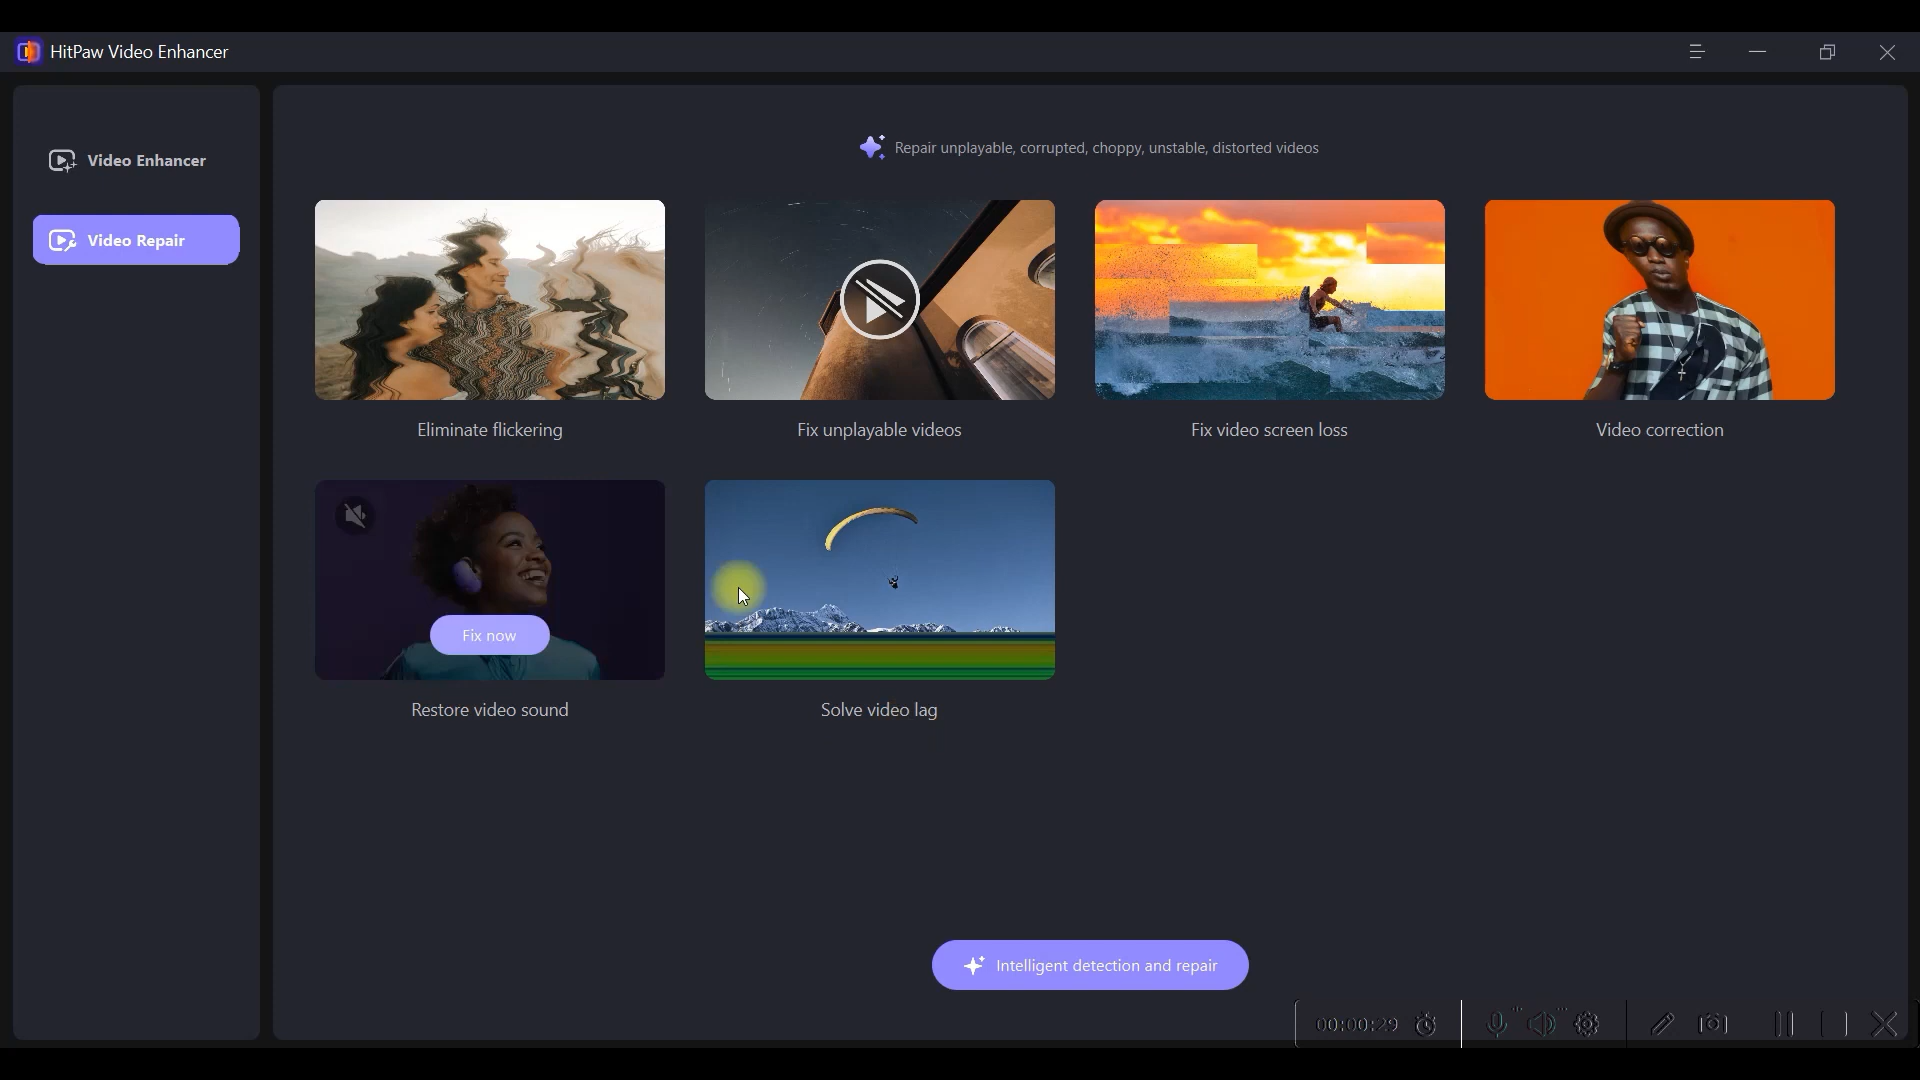 HitPaw Video Enhancer
Video Enhancer
Video Repair
Repair unplayable, corrupted, choppy, unstable, distorted videos
Eliminate flickering
Fix unplayable videos
Fix video screen loss
Video correction
Fix now
Restore video sound
Solve video lag
Intelligent detection and repair
00:00:29